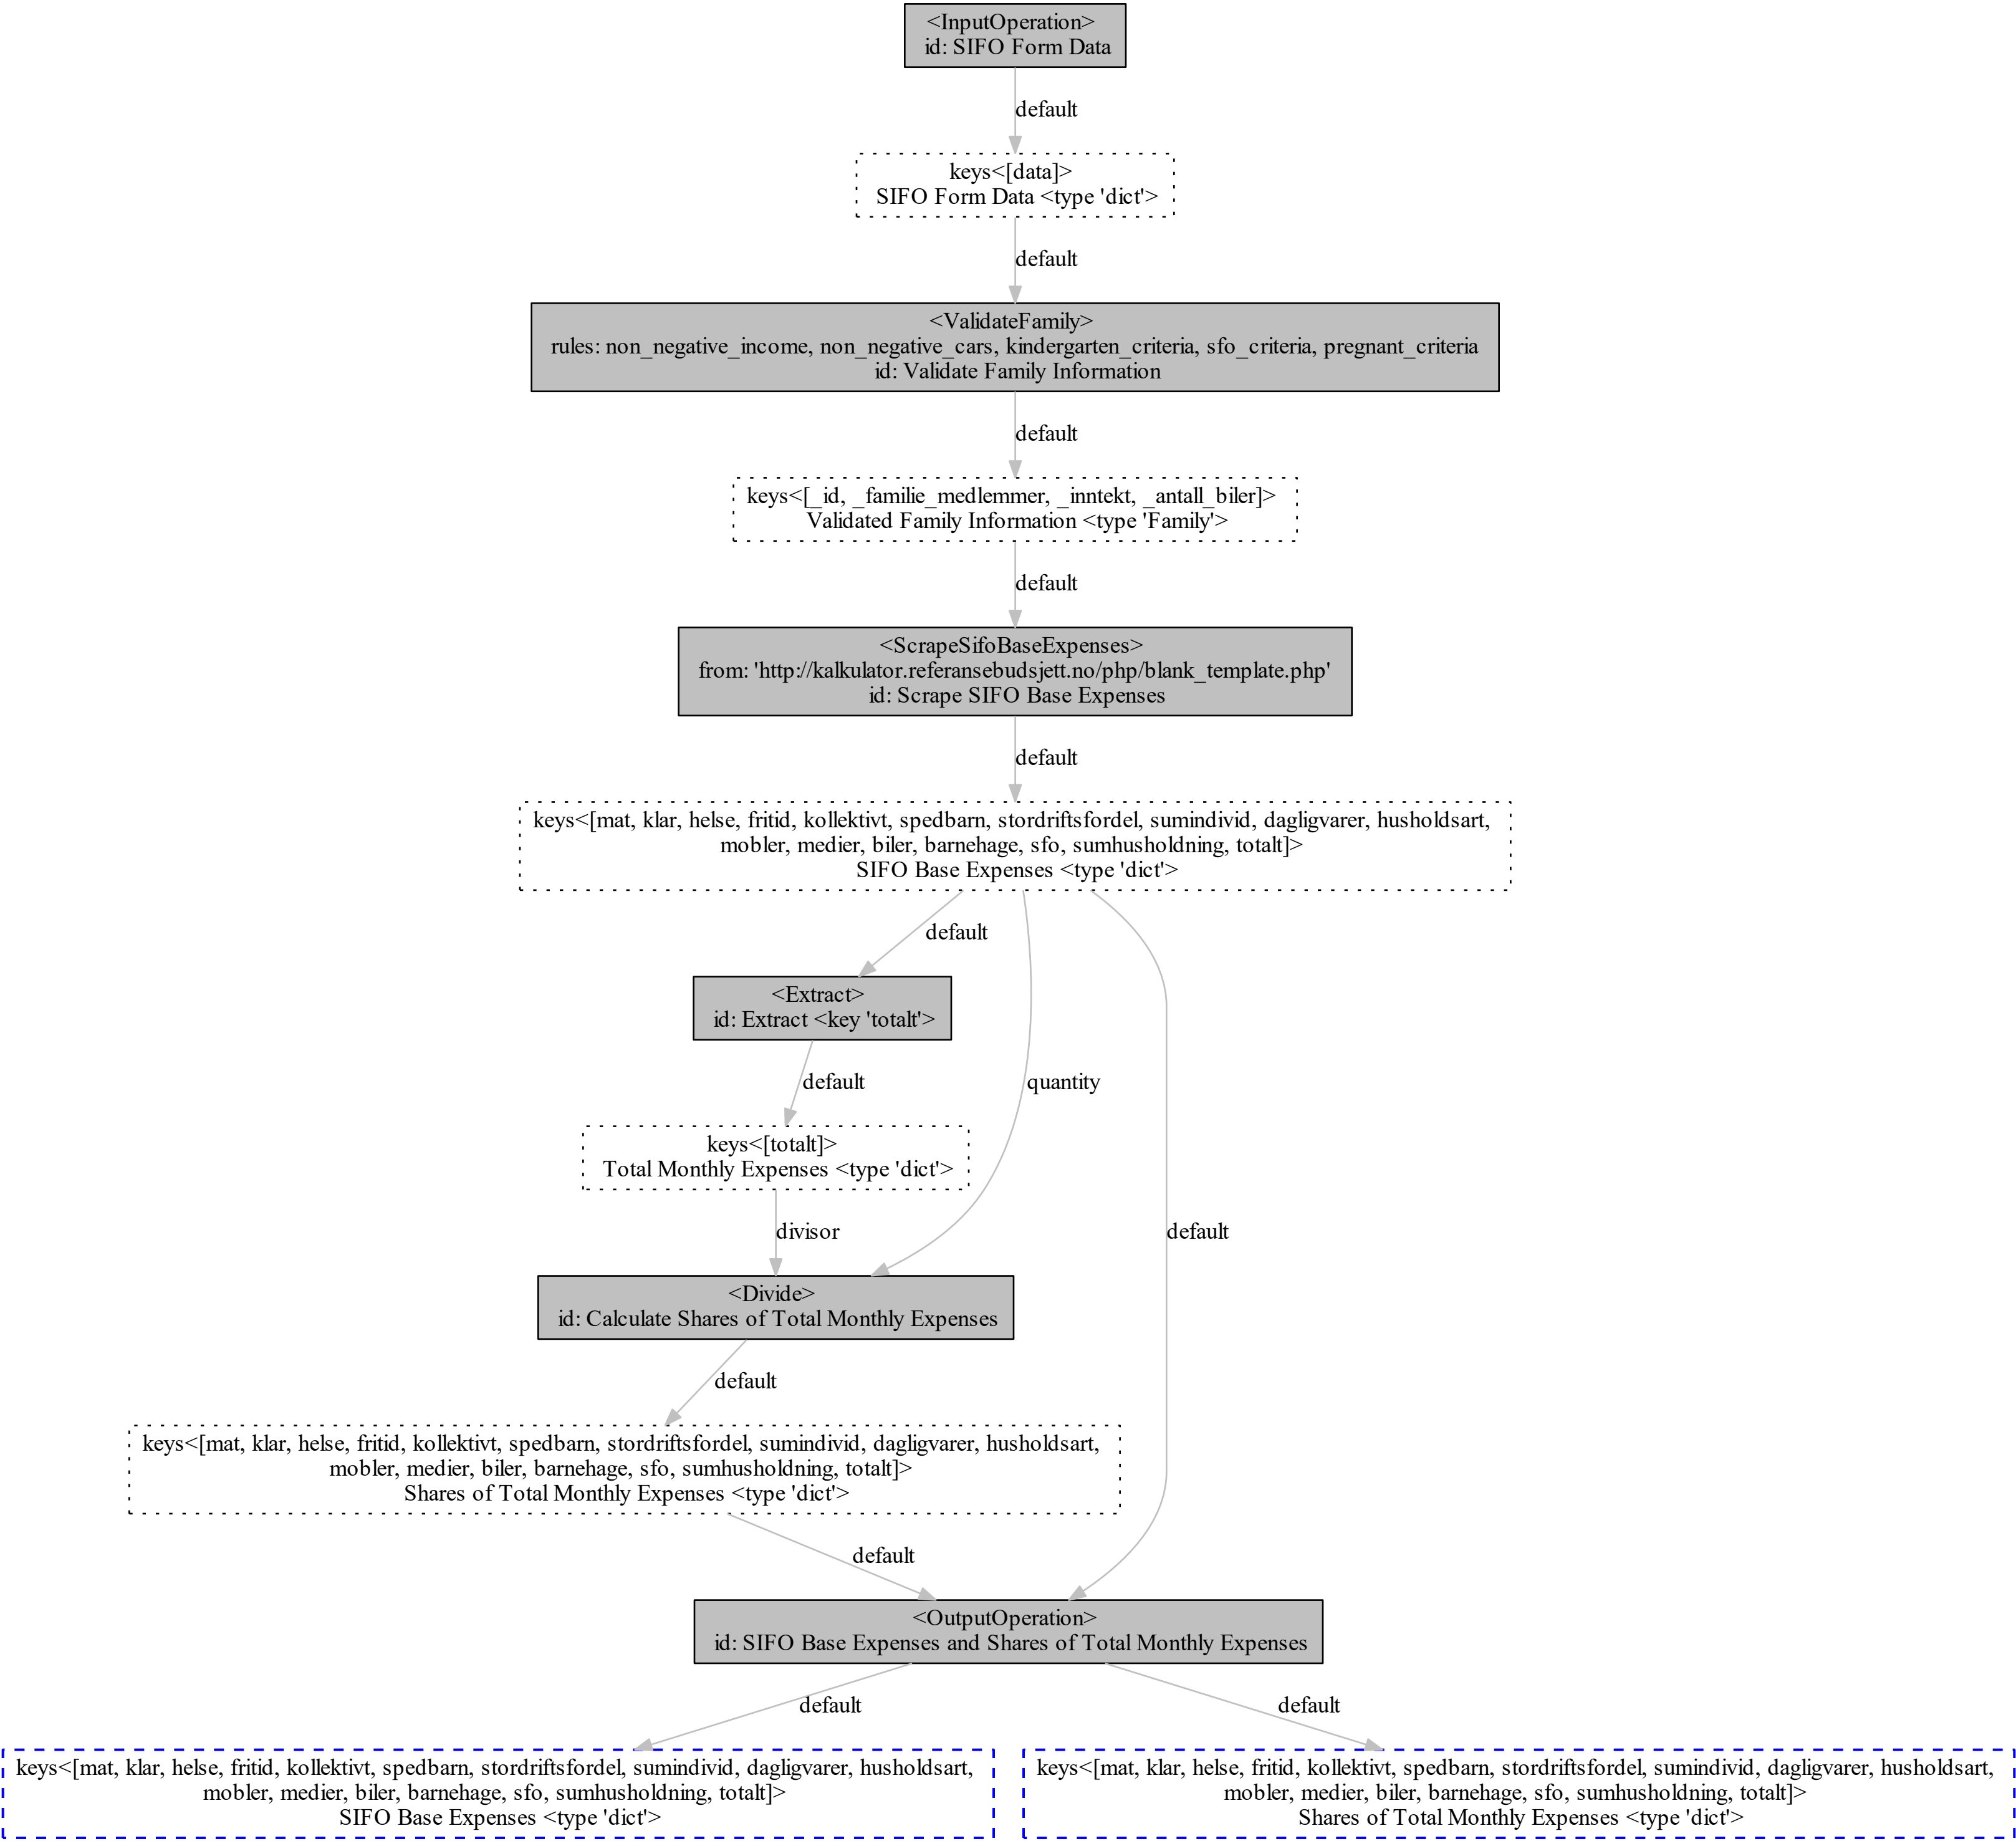 <InputOperation>
id: SIFO Form Data
default
keys<[data]>
SIFO Form Data <type 'dict'>
default
<ValidateFamily>
rules: non_negative_income, non_negative_cars, kindergarten_criteria, sfo_criteria, pregnant_criteria
id: Validate Family Information
default
keys<[_id, _familie_medlemmer, _inntekt, _antall_biler]>
Validated Family Information <type 'Family'>
default
<ScrapeSifoBaseExpenses>
from: 'http://kalkulator.referansebudsjett.no/php/blank_template.php'
id: Scrape SIFO Base Expenses
default
keys<[mat, klar, helse, fritid, kollektivt, spedbarn, stordriftsfordel, sumindivid, dagligvarer, husholdsart,
mobler, medier, biler, barnehage, sfo, sumhusholdning, totalt]>
SIFO Base Expenses <type 'dict'>
default
<Extract>
id: Extract <key 'totalt'>
default
quantity
keys<[totalt]>
Total Monthly Expenses <type 'dict'>
divisor
default
<Divide>
id: Calculate Shares of Total Monthly Expenses
default
keys<[mat, klar, helse, fritid, kollektivt, spedbarn, stordriftsfordel, sumindivid, dagligvarer, husholdsart,
mobler, medier, biler, barnehage, sfo, sumhusholdning, totalt]>
Shares of Total Monthly Expenses <type 'dict'>
default
<OutputOperation>
id: SIFO Base Expenses and Shares of Total Monthly Expenses
default
default
keys<[mat, klar, helse, fritid, kollektivt, spedbarn, stordriftsfordel, sumindivid, dagligvarer, husholdsart,
mobler, medier, biler, barnehage, sfo, sumhusholdning, totalt]>
SIFO Base Expenses <type 'dict'>
keys<[mat, klar, helse, fritid, kollektivt, spedbarn, stordriftsfordel, sumindivid, dagligvarer, husholdsart,
mobler, medier, biler, barnehage, sfo, sumhusholdning, totalt]>
Shares of Total Monthly Expenses <type 'dict'>